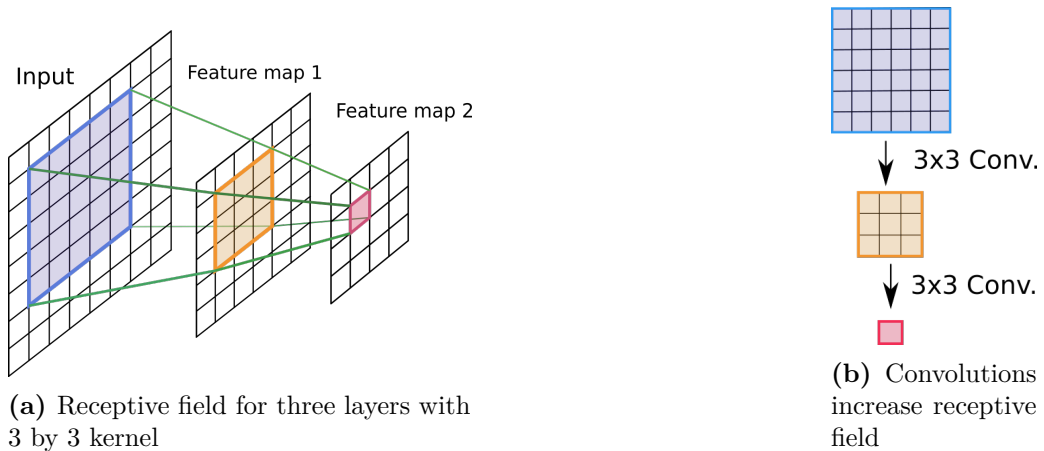 Input
Feature map 1
Feature map 2
(a) Receptive field for three layers with
3 by 3 kernel
3x3 Conv.
3x3 Conv.
(b) Convolutions
increase receptive
field